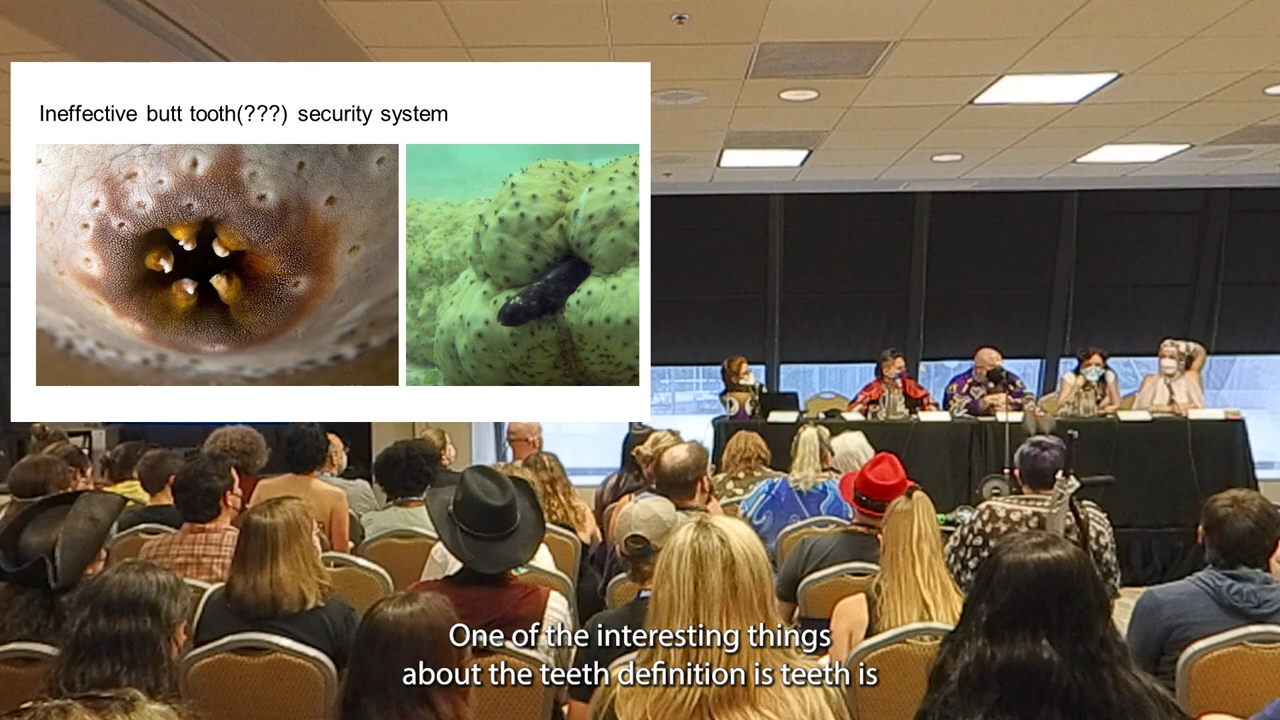 Ineffective butt tooth(???) security system
One of the interesting things
about the teeth definition is teeth is